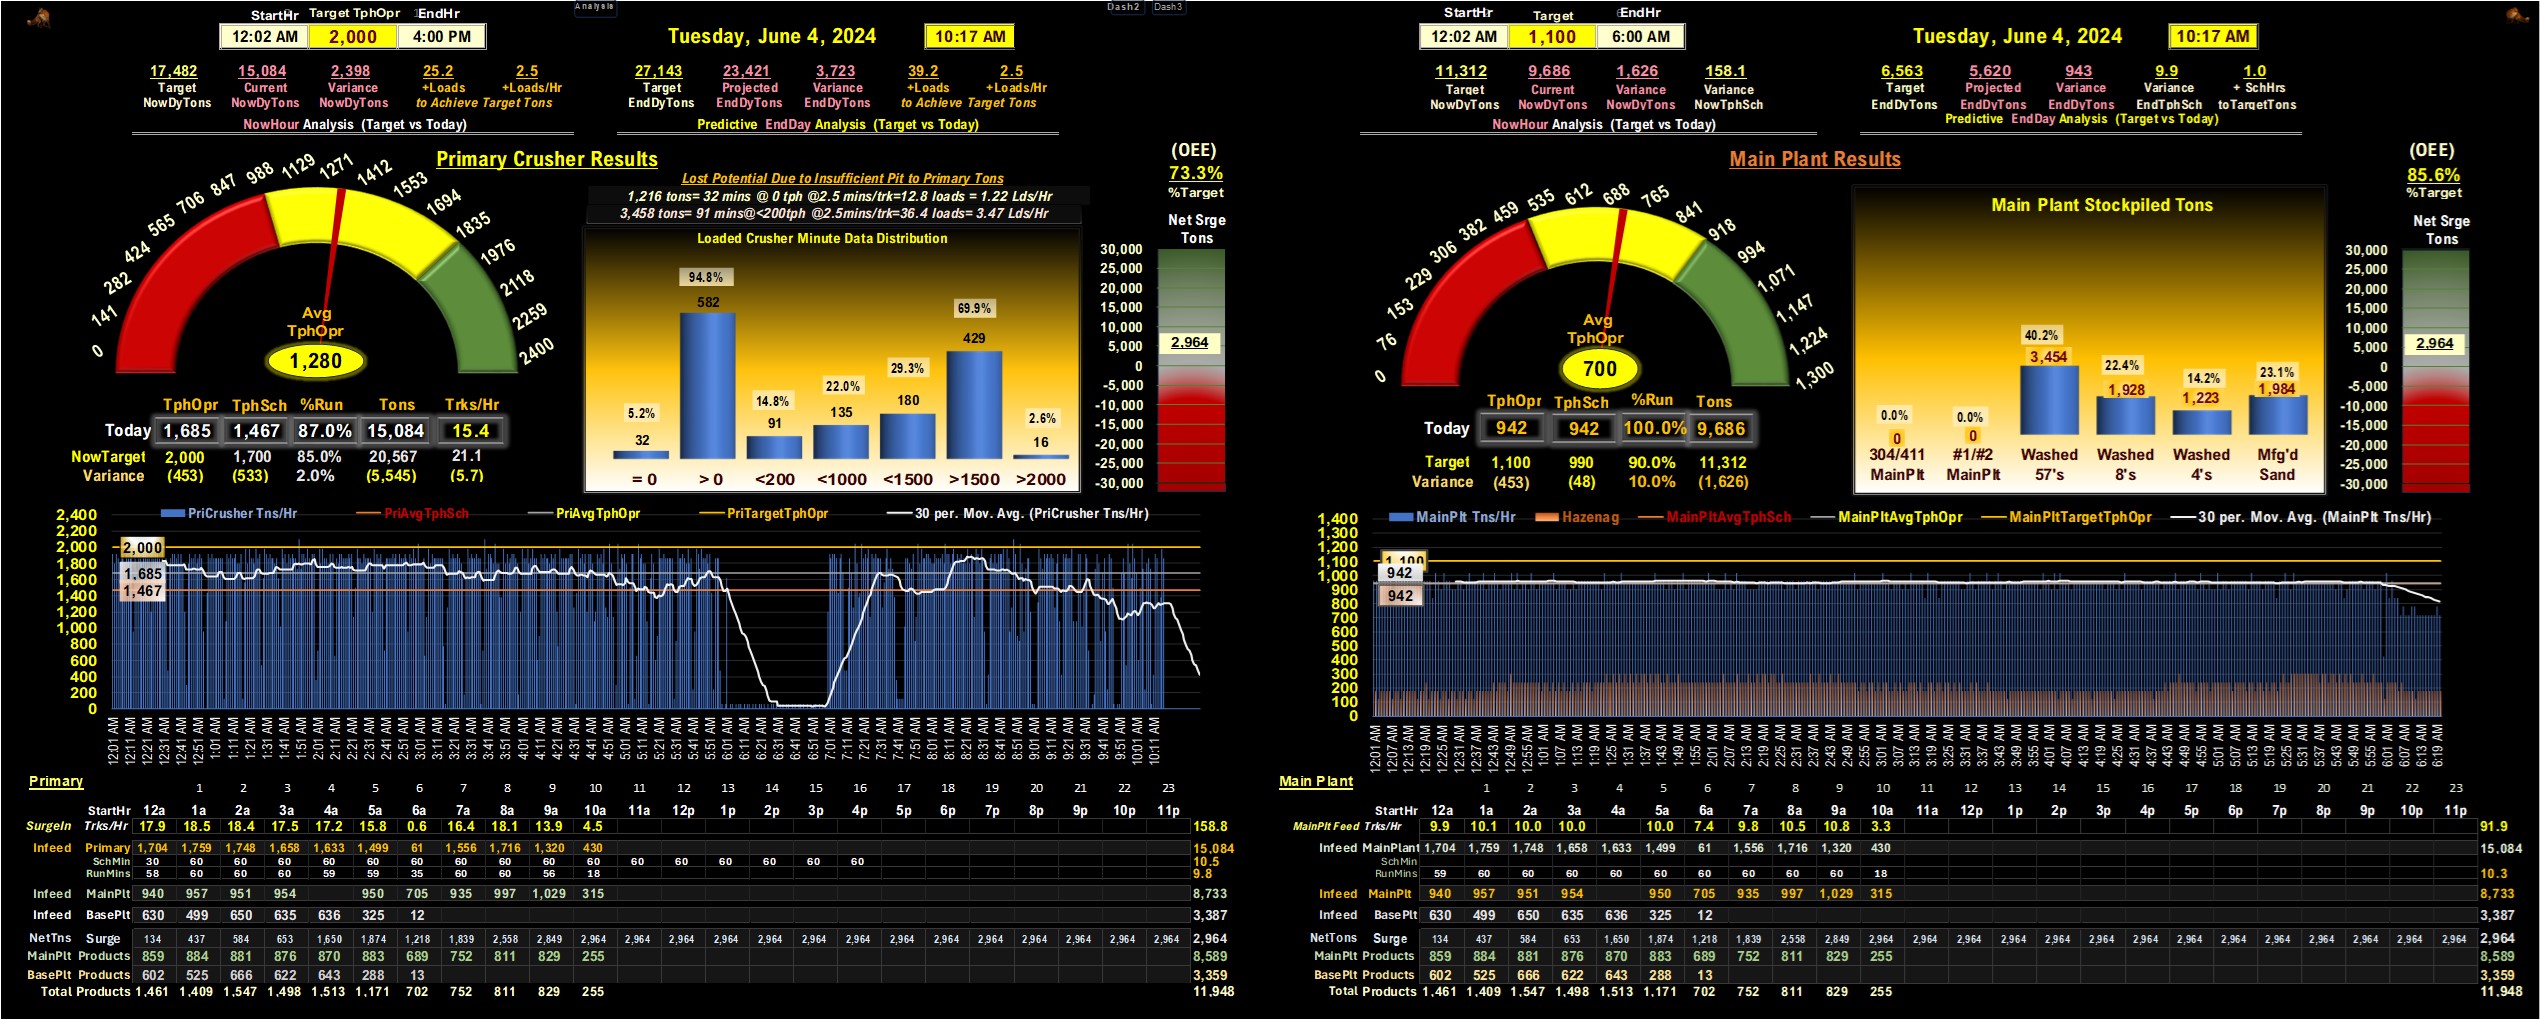 Analysis
Dash2 Dash3
StartHr Target TphOpr EndHr
12:02 AM 2,000 4:00 PM
Tuesday, June 4, 2024 10:17 AM
17,482 15,084 2,398 25.2 2.5
Target Current Variance +Loads +Loads/Hr
NowDyTons NowDyTons NowDyTons to Achieve Target Tons
NowHour Analysis (Target vs Today)
27,143 23,421 3,723 39.2 2.5
Target Projected Variance +Loads +Loads/Hr
EndDyTons EndDyTons EndDyTons to Achieve Target Tons
Predictive EndDay Analysis (Target vs Today)
Primary Crusher Results
0 141 282 424 565 706 847 988 1129 1271 1412 1553 1694 1835 1976 2118 2259 2400
Avg
TphOpr
1,280
TphOpr TphSch %Run Tons Trks/Hr
Today 1,685 1,467 87.0% 15,084 15.4
NowTarget 2,000 1,700 85.0% 20,567 21.1
Variance (453) (533) 2.0% (5,545) (5.7)
Lost Potential Due to Insufficient Pit to Primary Tons
1,216 tons= 32 mins @ 0 tph @2.5 mins/trk=12.8 loads = 1.22 Lds/Hr
3,458 tons= 91 mins@<200tph @2.5mins/trk=36.4 loads= 3.47 Lds/Hr
Loaded Crusher Minute Data Distribution
5.2% 94.8% 14.8% 22.0% 29.3% 69.9% 2.6%
32 582 91 135 180 429 16
= 0 > 0 <200 <1000 <1500 >1500 >2000
(OEE)
73.3%
%Target
Net Srge
Tons
30,000
25,000
20,000
15,000
10,000
5,000
0
-5,000
-10,000
-15,000
-20,000
-25,000
-30,000
2,964
PriCrusher Tns/Hr PriAvgTphSch PriAvgTphOpr PriTargetTphOpr 30 per. Mov. Avg. (PriCrusher Tns/Hr)
2,400
2,200
2,000
1,800
1,600
1,400
1,200
1,000
800
600
400
200
0
2,000
1,685
1,467
12:01 AM 12:11 AM 12:21 AM 12:31 AM 12:41 AM 12:51 AM 1:01 AM 1:11 AM 1:21 AM 1:31 AM 1:41 AM 1:51 AM 2:01 AM 2:11 AM 2:21 AM 2:31 AM 2:41 AM 2:51 AM 3:01 AM 3:11 AM 3:21 AM 3:31 AM 3:41 AM 3:51 AM 4:01 AM 4:11 AM 4:21 AM 4:31 AM 4:41 AM 4:51 AM 5:01 AM 5:11 AM 5:21 AM 5:31 AM 5:41 AM 5:51 AM 6:01 AM 6:11 AM 6:21 AM 6:31 AM 6:41 AM 6:51 AM 7:01 AM 7:11 AM 7:21 AM 7:31 AM 7:41 AM 7:51 AM 8:01 AM 8:11 AM 8:21 AM 8:31 AM 8:41 AM 8:51 AM 9:01 AM 9:11 AM 9:21 AM 9:31 AM 9:41 AM 9:51 AM 10:01 AM 10:11 AM
Primary
1 2 3 4 5 6 7 8 9 10 11 12 13 14 15 16 17 18 19 20 21 22 23
StartHr 12a 1a 2a 3a 4a 5a 6a 7a 8a 9a 10a 11a 12p 1p 2p 3p 4p 5p 6p 7p 8p 9p 10p 11p
SurgeIn Trks/Hr 17.9 18.5 18.4 17.5 17.2 15.8 0.6 16.4 18.1 13.9 4.5 158.8
Infeed Primary 1,704 1,759 1,748 1,658 1,633 1,499 61 1,556 1,716 1,320 430 15,084
SchMin 30 60 60 60 60 60 60 60 60 60 60 60 60 60 60 60 60 10.5
RunMins 58 60 60 60 59 59 35 60 60 56 18 9.8
Infeed MainPlt 940 957 951 954 950 705 935 997 1,029 315 8,733
Infeed BasePlt 630 499 650 635 636 325 12 3,387
NetTns Surge 134 437 584 653 1,650 1,874 1,218 1,839 2,558 2,849 2,964 2,964 2,964 2,964 2,964 2,964 2,964 2,964 2,964 2,964 2,964 2,964 2,964 2,964 2,964
MainPlt Products 859 884 881 876 870 883 689 752 811 829 255 8,589
BasePlt Products 602 525 666 622 643 288 13 3,359
Total Products 1,461 1,409 1,547 1,498 1,513 1,171 702 752 811 829 255 11,948
StartHr Target EndHr
12:02 AM 1,100 6:00 AM
Tuesday, June 4, 2024 10:17 AM
11,312 9,686 1,626 158.1
Target Current Variance Variance
NowDyTons NowDyTons NowDyTons NowTphSch
NowHour Analysis (Target vs Today)
6,563 5,620 943 9.9 1.0
Target Projected Variance Variance + SchHrs
EndDyTons EndDyTons EndDyTons EndTphSch toTargetTons
Predictive EndDay Analysis (Target vs Today)
Main Plant Results
0 76 153 229 306 382 459 535 612 688 765 841 918 994 1,071 1,147 1,224 1,300
Avg
TphOpr
700
TphOpr TphSch %Run Tons
Today 942 942 100.0% 9,686
Target 1,100 990 90.0% 11,312
Variance (453) (48) 10.0% (1,626)
Main Plant Stockpiled Tons
0.0% 0.0% 40.2% 22.4% 14.2% 23.1%
0 0 3,454 1,928 1,223 1,984
304/411 #1/#2 Washed Washed Washed Mfg'd
MainPlt MainPlt 57's 8's 4's Sand
(OEE)
85.6%
%Target
Net Srge
Tons
30,000
25,000
20,000
15,000
10,000
5,000
0
-5,000
-10,000
-15,000
-20,000
-25,000
-30,000
2,964
MainPlt Tns/Hr Hazenag MainPltAvgTphSch MainPltAvgTphOpr MainPltTargetTphOpr 30 per. Mov. Avg. (MainPlt Tns/Hr)
1,400
1,300
1,200
1,100
1,000
900
800
700
600
500
400
300
200
100
0
1,100
942
942
12:01 AM 12:07 AM 12:13 AM 12:19 AM 12:25 AM 12:31 AM 12:37 AM 12:43 AM 12:49 AM 12:55 AM 1:01 AM 1:07 AM 1:13 AM 1:19 AM 1:25 AM 1:31 AM 1:37 AM 1:43 AM 1:49 AM 1:55 AM 2:01 AM 2:07 AM 2:13 AM 2:19 AM 2:25 AM 2:31 AM 2:37 AM 2:43 AM 2:49 AM 2:55 AM 3:01 AM 3:07 AM 3:13 AM 3:19 AM 3:25 AM 3:31 AM 3:37 AM 3:43 AM 3:49 AM 3:55 AM 4:01 AM 4:07 AM 4:13 AM 4:19 AM 4:25 AM 4:31 AM 4:37 AM 4:43 AM 4:49 AM 4:55 AM 5:01 AM 5:07 AM 5:13 AM 5:19 AM 5:25 AM 5:31 AM 5:37 AM 5:43 AM 5:49 AM 5:55 AM 6:01 AM 6:07 AM 6:13 AM 6:19 AM
Main Plant
1 2 3 4 5 6 7 8 9 10 11 12 13 14 15 16 17 18 19 20 21 22 23
StartHr 12a 1a 2a 3a 4a 5a 6a 7a 8a 9a 10a 11a 12p 1p 2p 3p 4p 5p 6p 7p 8p 9p 10p 11p
MainPlt Feed Trks/Hr 9.9 10.1 10.0 10.0 10.0 7.4 9.8 10.5 10.8 3.3 91.9
Infeed MainPlant 1,704 1,759 1,748 1,658 1,633 1,499 61 1,556 1,716 1,320 430 15,084
SchMin
RunMins 59 60 60 60 60 60 60 60 60 60 18 10.3
Infeed MainPlt 940 957 951 954 950 705 935 997 1,029 315 8,733
Infeed BasePlt 630 499 650 635 636 325 12 3,387
NetTons Surge 134 437 584 653 1,650 1,874 1,218 1,839 2,558 2,849 2,964 2,964 2,964 2,964 2,964 2,964 2,964 2,964 2,964 2,964 2,964 2,964 2,964 2,964 2,964
MainPlt Products 859 884 881 876 870 883 689 752 811 829 255 8,589
BasePlt Products 602 525 666 622 643 288 13 3,359
Total Products 1,461 1,409 1,547 1,498 1,513 1,171 702 752 811 829 255 11,948